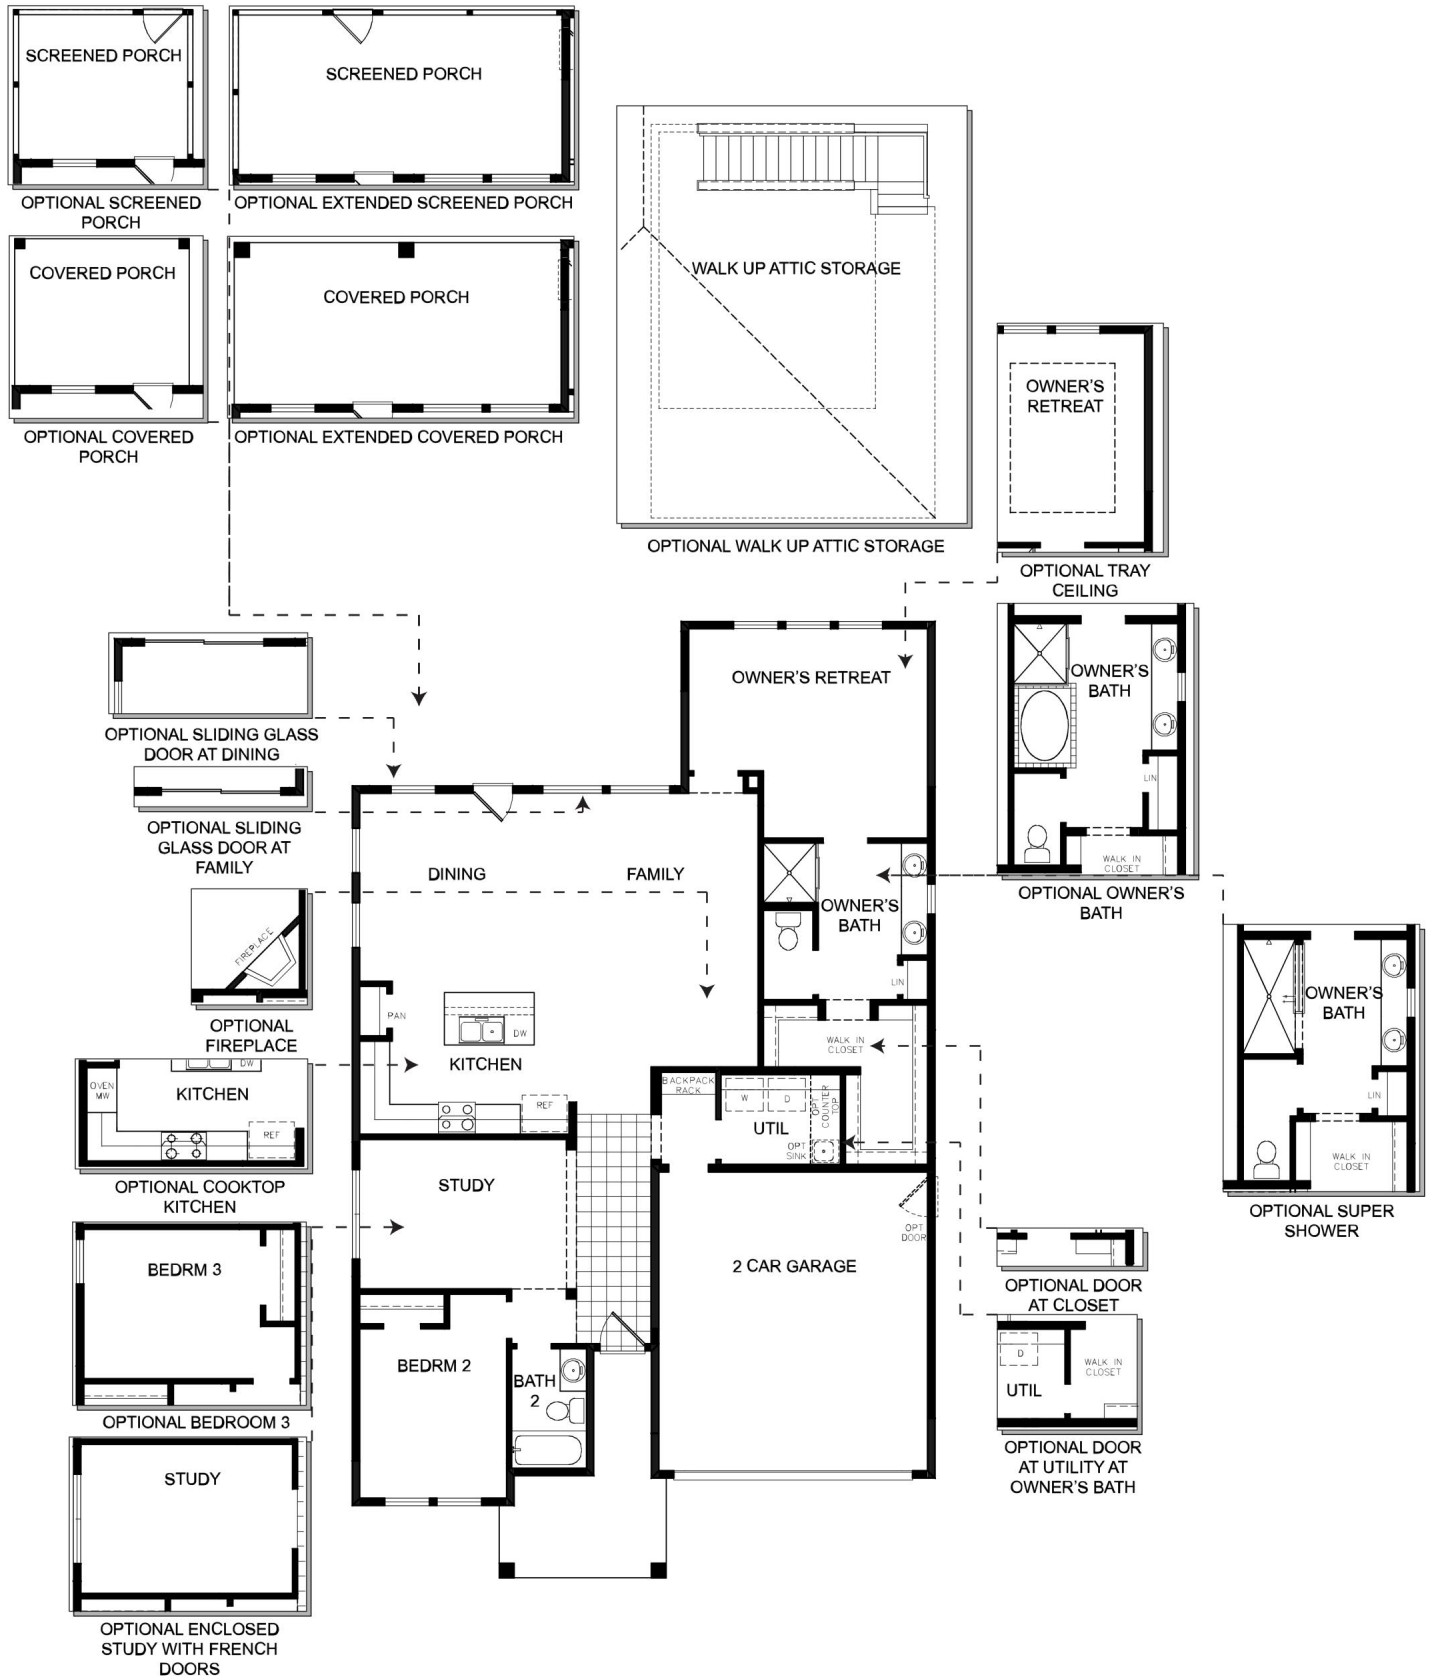 SCREENED PORCH
OPTIONAL SCREENED
PORCH
SCREENED PORCH
OPTIONAL EXTENDED SCREENED PORCH
COVERED PORCH
OPTIONAL COVERED
PORCH
COVERED PORCH
OPTIONAL EXTENDED COVERED PORCH
WALK UP ATTIC STORAGE
OPTIONAL WALK UP ATTIC STORAGE
OWNER'S
RETREAT
OPTIONAL TRAY
CEILING
OPTIONAL SLIDING GLASS
DOOR AT DINING
OPTIONAL SLIDING
GLASS DOOR AT
FAMILY
FIREPLACE
OPTIONAL
FIREPLACE
OVEN
MW
DW
KITCHEN
REF
OPTIONAL COOKTOP
KITCHEN
BEDRM 3
OPTIONAL BEDROOM 3
STUDY
OPTIONAL ENCLOSED
STUDY WITH FRENCH
DOORS
OWNER'S RETREAT
DINING
FAMILY
OWNER'S
BATH
LIN
PAN
DW
KITCHEN
WALK IN
CLOSET
BACKPACK
RACK
W
D
OPT
COUNTER
TOP
REF
UTIL
OPT
SINK
STUDY
OPT
DOOR
2 CAR GARAGE
BEDRM 2
BATH
2
OWNER'S
BATH
LIN
WALK IN
CLOSET
OPTIONAL OWNER'S
BATH
OWNER'S
BATH
LIN
WALK IN
CLOSET
OPTIONAL SUPER
SHOWER
OPTIONAL DOOR
AT CLOSET
D
WALK IN
CLOSET
UTIL
OPTIONAL DOOR
AT UTILITY AT
OWNER'S BATH